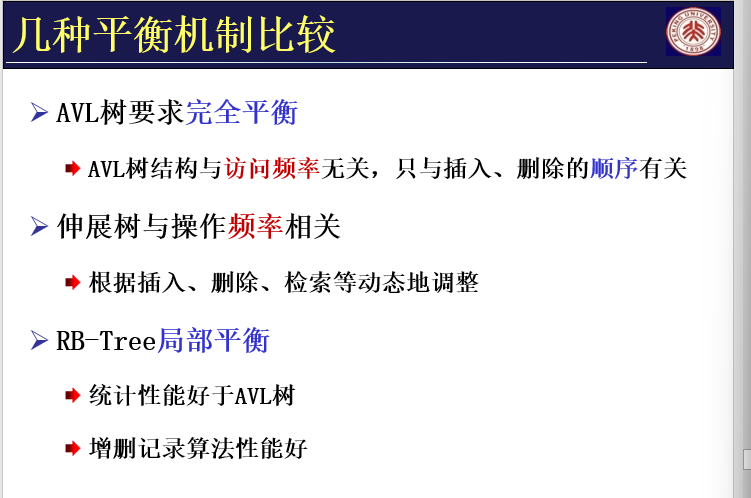 几种平衡机制比较
PEKING UNIVERSITY
1898
AVL树要求完全平衡
AVL树结构与访问频率无关，只与插入、删除的顺序有关
伸展树与操作频率相关
根据插入、删除、检索等动态地调整
RB-Tree局部平衡
统计性能好于AVL树
增删记录算法性能好